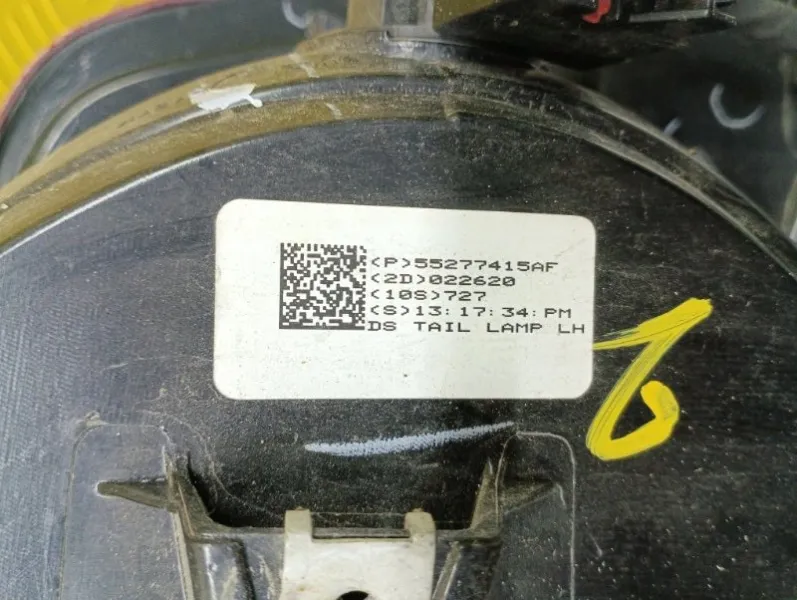 (P)55277415AF
(2D)022620
(10S)727
(S)13:17:34:PM
DS TAIL LAMP LH